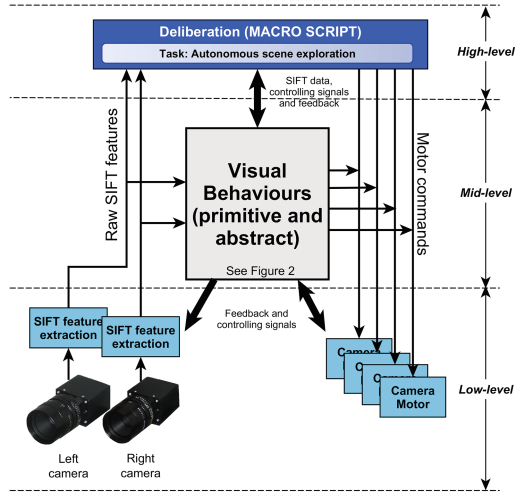 Deliberation (MACRO SCRIPT)
Task: Autonomous scene exploration
High-level
SIFT data,
controlling signals
and feedback
Raw SIFT features
Visual
Behaviours
(primitive and
abstract)
See Figure 2
Motor commands
Mid-level
SIFT feature
extraction
SIFT feature
extraction
Feedback and
controlling signals
Camera
Camera
Motor
Low-level
Left
camera
Right
camera